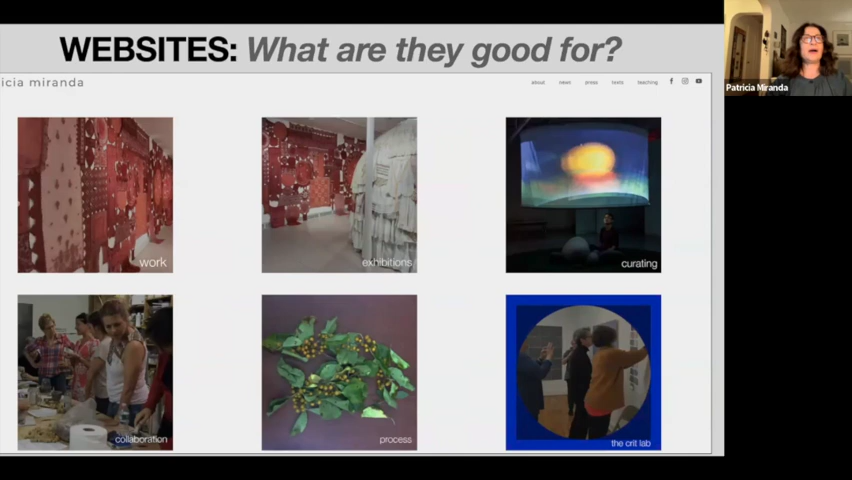 WEBSITES: What are they good for?
icia miranda
about news press texts teaching
work
exhibitions
curating
collaboration
process
the crit lab
Patricia Miranda